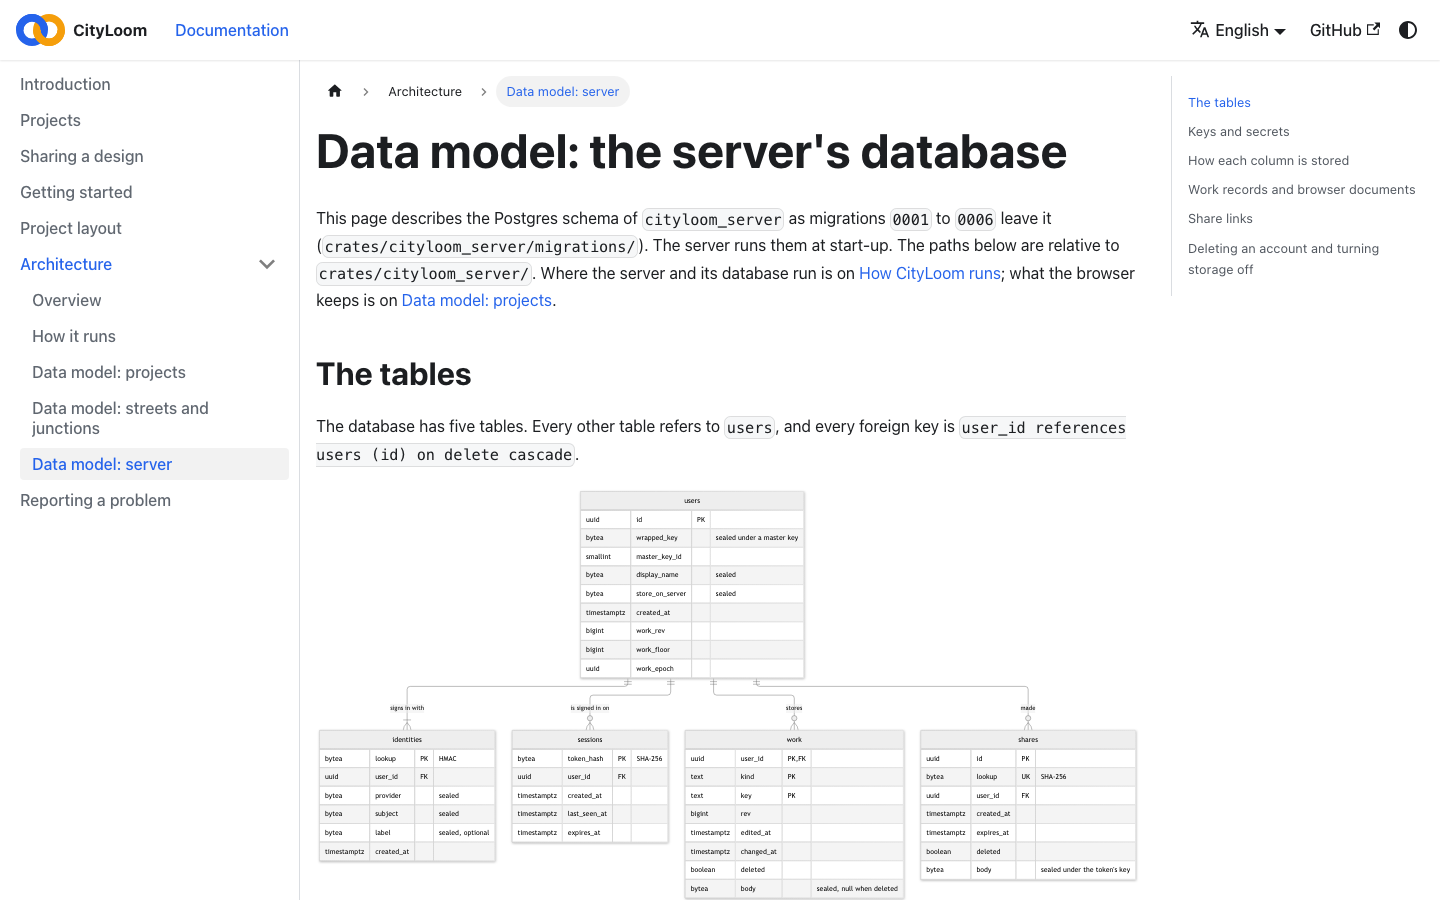 CityLoom
Documentation
English
GitHub
Introduction
Projects
Sharing a design
Getting started
Project layout
Architecture
Overview
How it runs
Data model: projects
Data model: streets and
junctions
Data model: server
Reporting a problem
Architecture
Data model: server
Data model: the server's database
This page describes the Postgres schema of cityloom_server as migrations 0001 to 0006 leave it
(crates/cityloom_server/migrations/). The server runs them at start-up. The paths below are relative to
crates/cityloom_server/. Where the server and its database run is on How CityLoom runs; what the browser
keeps is on Data model: projects.
The tables
The database has five tables. Every other table refers to users, and every foreign key is user_id references
users (id) on delete cascade.
users
uuid id PK
bytea wrapped_key sealed under a master key
smallint master_key_id
bytea display_name sealed
bytea store_on_server sealed
timestamptz created_at
bigint work_rev
bigint work_floor
uuid work_epoch
signs in with
is signed in on
stores
made
identities
bytea lookup PK HMAC
uuid user_id FK
bytea provider sealed
bytea subject sealed
bytea label sealed, optional
timestamptz created_at
sessions
bytea token_hash PK SHA-256
uuid user_id FK
timestamptz created_at
timestamptz last_seen_at
timestamptz expires_at
work
uuid user_id PK,FK
text kind PK
text key PK
bigint rev
timestamptz edited_at
timestamptz changed_at
boolean deleted
bytea body sealed, null when deleted
shares
uuid id PK
bytea lookup UK SHA-256
uuid user_id FK
timestamptz created_at
timestamptz expires_at
boolean deleted
bytea body sealed under the token's key
The tables
Keys and secrets
How each column is stored
Work records and browser documents
Share links
Deleting an account and turning
storage off